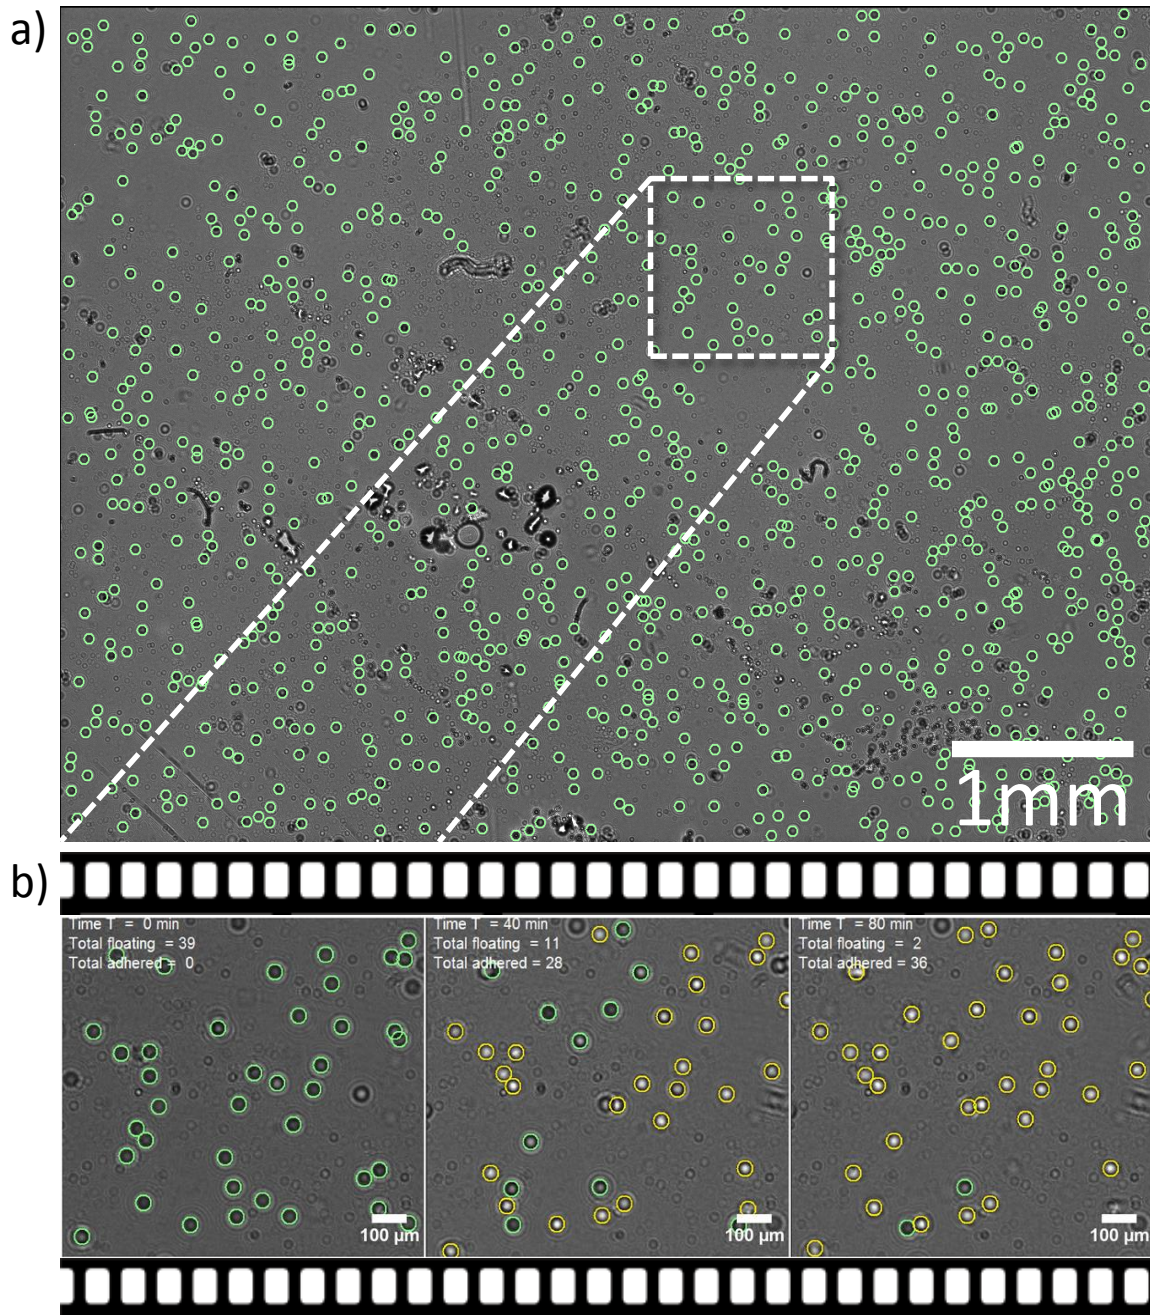 a)
1mm
b)
Time T = 0 min
Total floating = 39
Total adhered = 0
100 µm
Time T = 40 min
Total floating = 11
Total adhered = 28
100 µm
Time T = 80 min
Total floating = 2
Total adhered = 36
100 µm